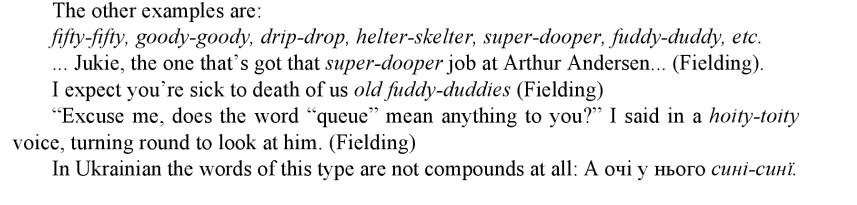 The other examples are:
fifty-fifty, goody-goody, drip-drop, helter-skelter, super-dooper, fuddy-duddy, etc.
... Jukie, the one that’s got that super-dooper job at Arthur Andersen... (Fielding).
I expect you’re sick to death of us old fuddy-duddies (Fielding)
“Excuse me, does the word “queue” mean anything to you?” I said in a hoity-toity
voice, turning round to look at him. (Fielding)
In Ukrainian the words of this type are not compounds at all: А очі у нього сині-сині.